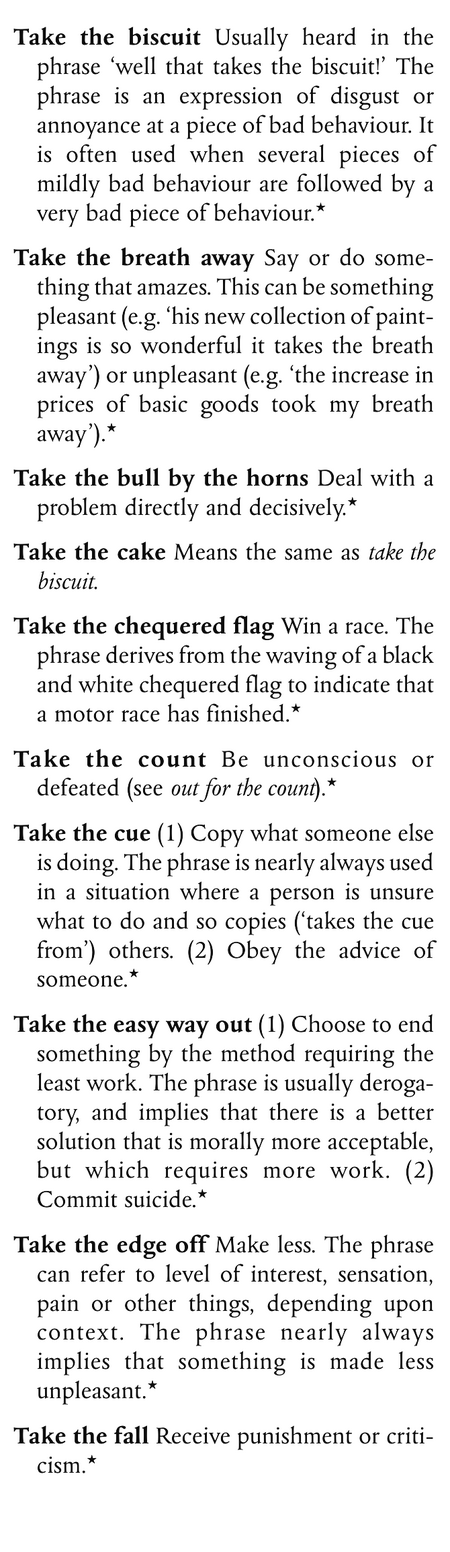 Take the biscuit Usually heard in the
phrase ‘well that takes the biscuit!’ The
phrase is an expression of disgust or
annoyance at a piece of bad behaviour. It
is often used when several pieces of
mildly bad behaviour are followed by a
very bad piece of behaviour.★
Take the breath away Say or do some-
thing that amazes. This can be something
pleasant (e.g. ‘his new collection of paint-
ings is so wonderful it takes the breath
away’) or unpleasant (e.g. ‘the increase in
prices of basic goods took my breath
away’).★
Take the bull by the horns Deal with a
problem directly and decisively.★
Take the cake Means the same as take the
biscuit.
Take the chequered flag Win a race. The
phrase derives from the waving of a black
and white chequered flag to indicate that
a motor race has finished.★
Take the count Be unconscious or
defeated (see out for the count).★
Take the cue (1) Copy what someone else
is doing. The phrase is nearly always used
in a situation where a person is unsure
what to do and so copies (‘takes the cue
from’) others. (2) Obey the advice of
someone.★
Take the easy way out (1) Choose to end
something by the method requiring the
least work. The phrase is usually deroga-
tory, and implies that there is a better
solution that is morally more acceptable,
but which requires more work. (2)
Commit suicide.★
Take the edge off Make less. The phrase
can refer to level of interest, sensation,
pain or other things, depending upon
context. The phrase nearly always
implies that something is made less
unpleasant.★
Take the fall Receive punishment or criti-
cism.★